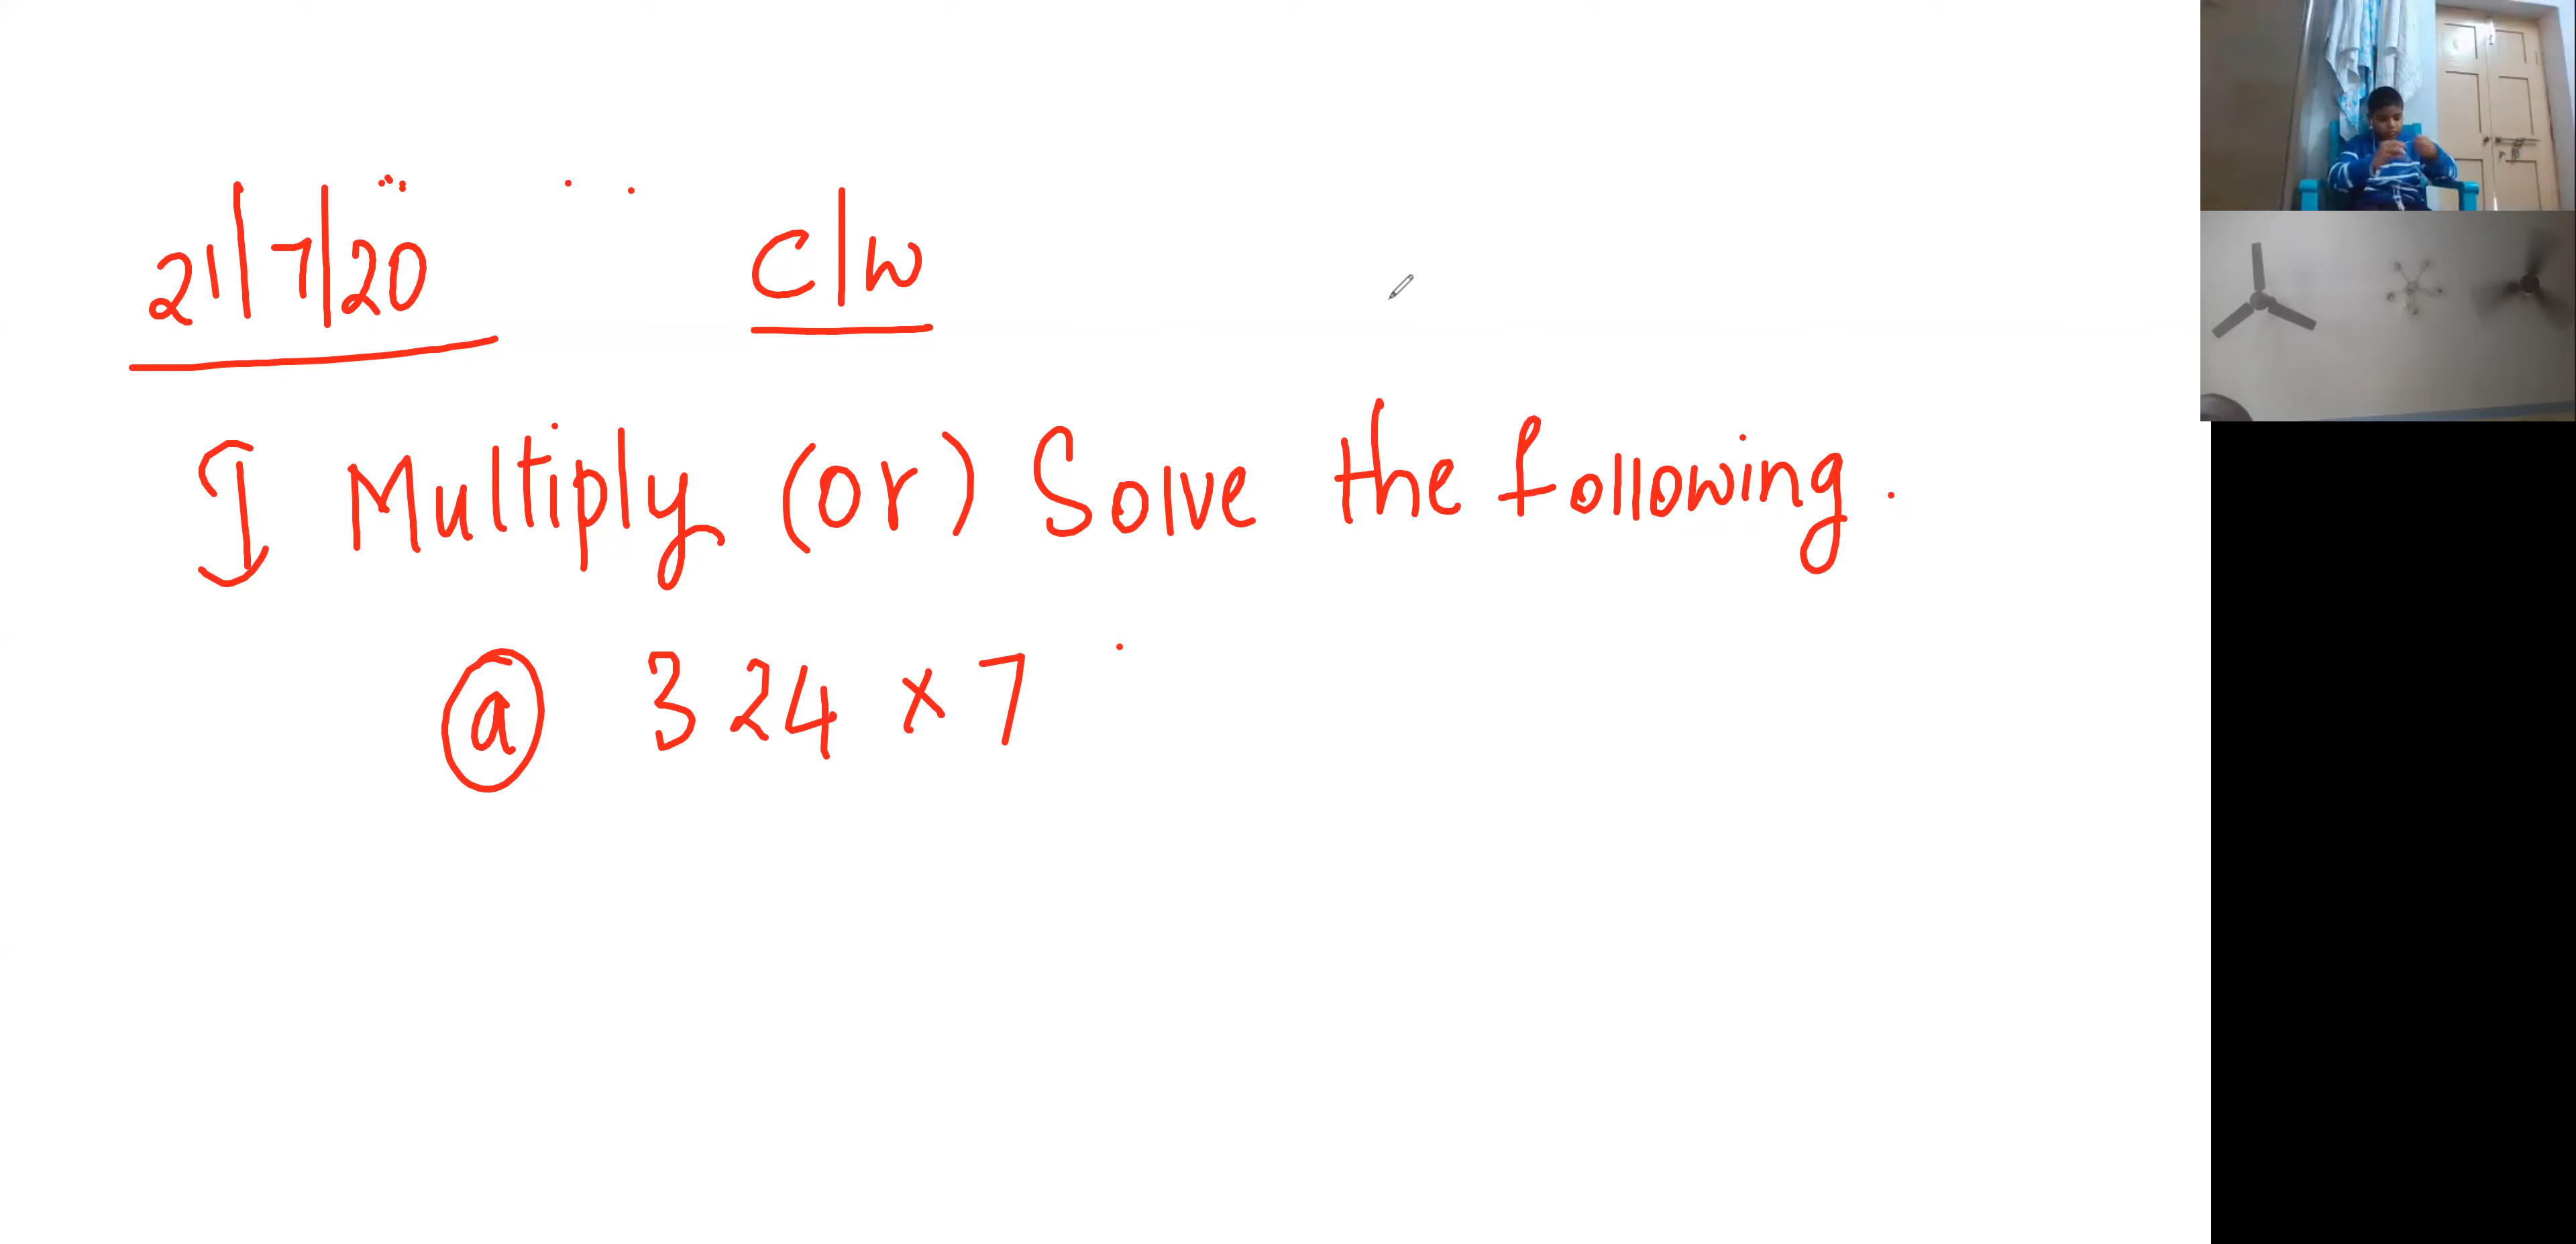 21/7/20 C/W
I Multiply (or) Solve the following.
a 324 × 7